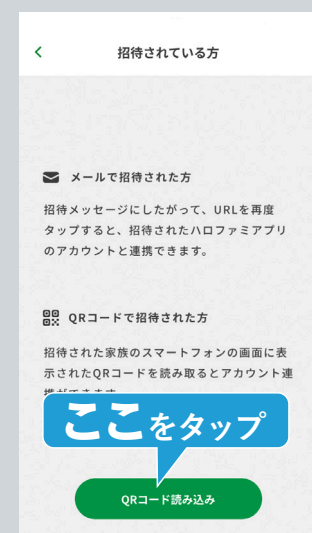 招待されている方
メールで招待された方
招待メッセージにしたがって、URLを再度
タップすると、招待されたハロファミアプリ
のアカウントと連携できます。
QRコードで招待された方
招待された家族のスマートフォンの画面に表
示されたQRコードを読み取るとアカウント連
ここをタップ
QRコード読み込み